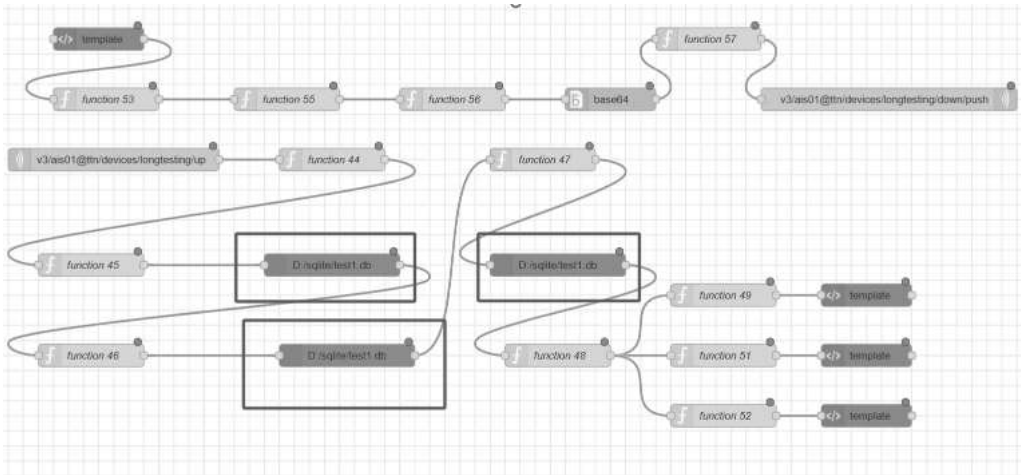 template
function 57
function 53
function 55
function 56
base64
v3/ais01@ttn/devices/longtesting/down/push
v3/ais01@ttn/devices/longtesting/up
function 44
function 47
function 45
D:/sqlite/test1.db
D:/sqlite/test1.db
function 49
template
function 46
D:/sqlite/test1.db
function 48
function 51
template
function 52
template